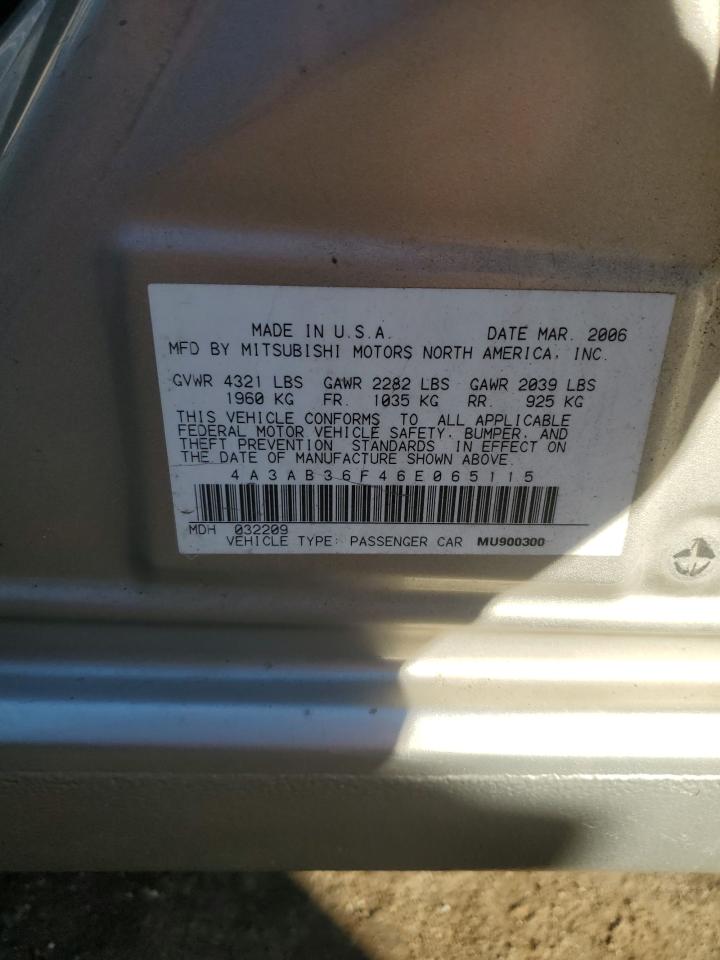 MADE IN U.S.A. DATE MAR. 2006
MFD BY MITSUBISHI MOTORS NORTH AMERICA, INC.
GVWR 4321 LBS GAWR 2282 LBS GAWR 2039 LBS
1960 KG FR. 1035 KG RR. 925 KG
THIS VEHICLE CONFORMS TO ALL APPLICABLE
FEDERAL MOTOR VEHICLE SAFETY, BUMPER, AND
THEFT PREVENTION STANDARDS IN EFFECT ON
THE DATE OF MANUFACTURE SHOWN ABOVE.
4A3AB36F46E065115
MDH 032209
VEHICLE TYPE: PASSENGER CAR MU900300